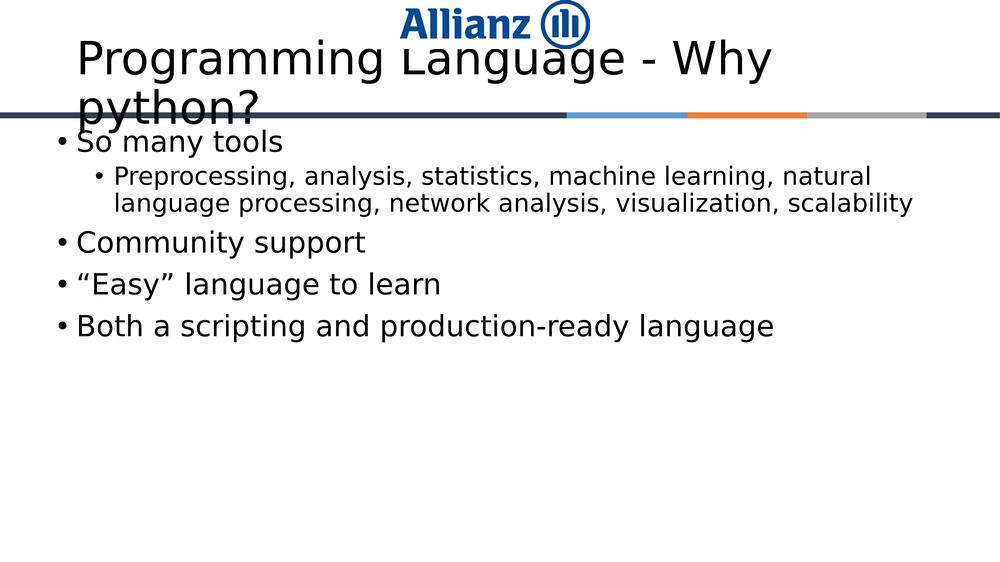 Allianz
Programming Language - Why
python?
• So many tools
• Preprocessing, analysis, statistics, machine learning, natural
language processing, network analysis, visualization, scalability
• Community support
• “Easy” language to learn
• Both a scripting and production-ready language